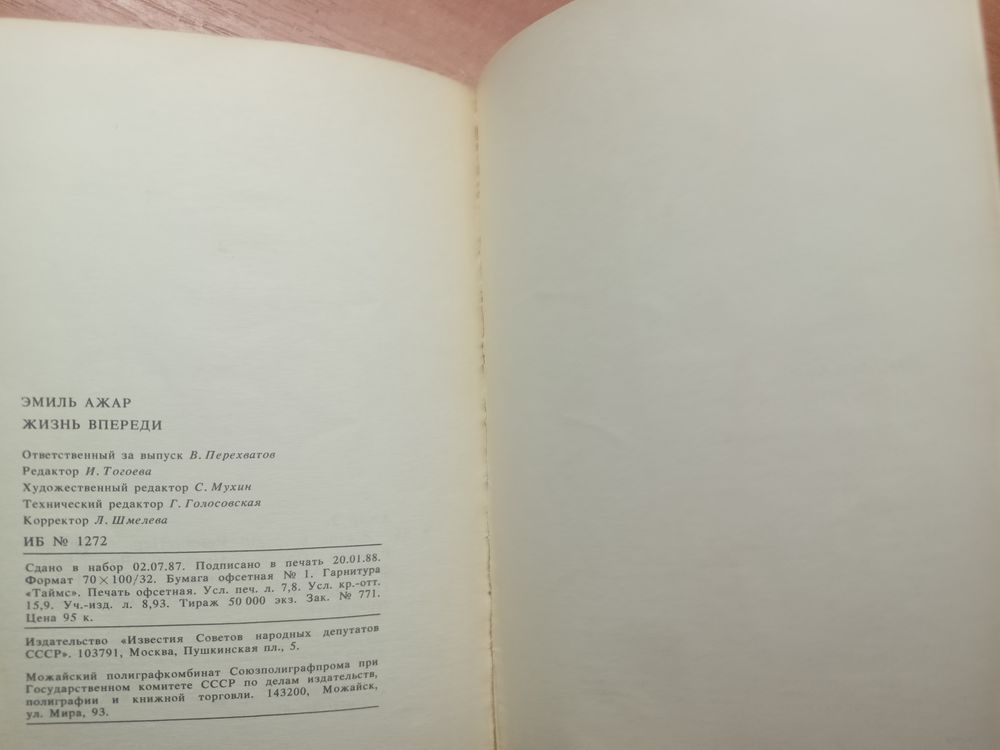 ЭМИЛЬ АЖАР
ЖИЗНЬ ВПЕРЕДИ
Ответственный за выпуск В. Перехватов
Редактор И. Тогоева
Художественный редактор С. Мухин
Технический редактор Г. Голосовская
Корректор Л. Шмелева
ИБ № 1272
Сдано в набор 02.07.87. Подписано в печать 20.01.88.
Формат 70×100/32. Бумага офсетная № 1. Гарнитура
«Таймс». Печать офсетная. Усл. печ. л. 7,8. Усл. кр.-отт.
15,9. Уч.-изд. л. 8,93. Тираж 50 000 экз. Зак. № 771.
Цена 95 к.
Издательство «Известия Советов народных депутатов
СССР». 103791, Москва, Пушкинская пл., 5.
Можайский полиграфкомбинат Союзполиграфпрома при
Государственном комитете СССР по делам издательств,
полиграфии и книжной торговли. 143200, Можайск,
ул. Мира, 93.